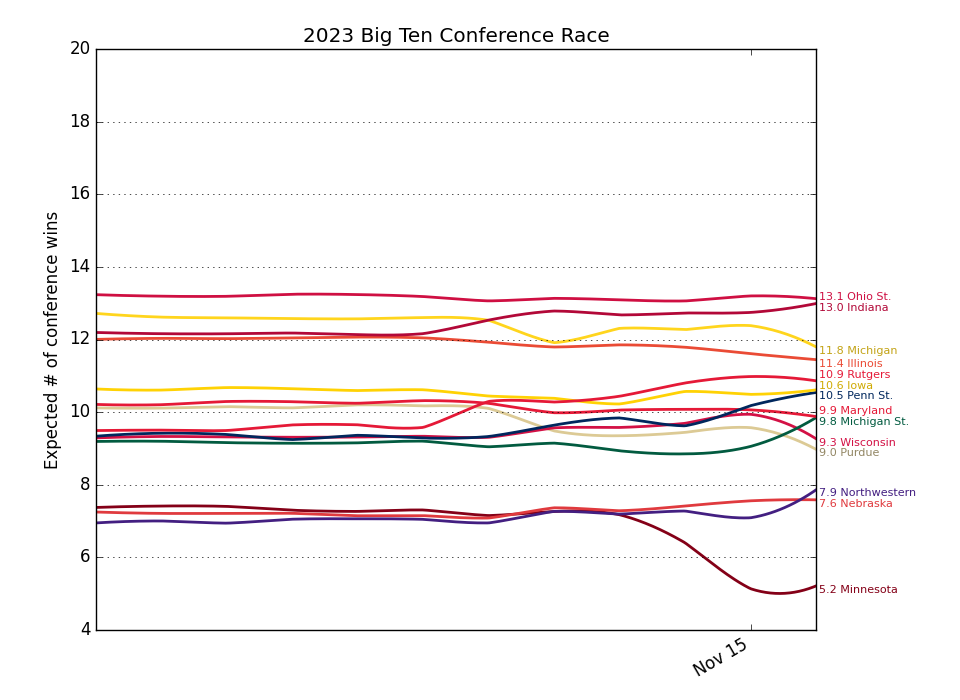 2023 Big Ten Conference Race
Expected # of conference wins
20
18
16
14
12
10
8
6
4
13.1 Ohio St.
13.0 Indiana
11.8 Michigan
11.4 Illinois
10.9 Rutgers
10.6 Iowa
10.5 Penn St.
9.9 Maryland
9.8 Michigan St.
9.3 Wisconsin
9.0 Purdue
7.9 Northwestern
7.6 Nebraska
5.2 Minnesota
Nov 15